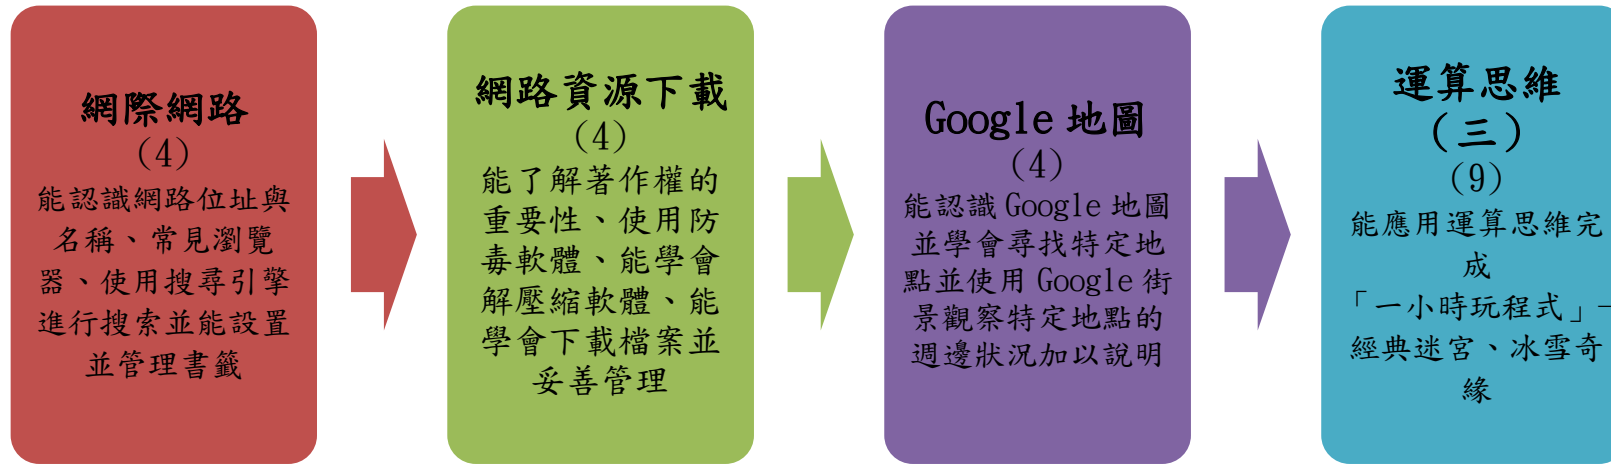 網際網路
(4)
能認識網路位址與
名稱、常見瀏覽
器、使用搜尋引擎
進行搜索並能設置
並管理書籤
網路資源下載
(4)
能了解著作權的
重要性、使用防
毒軟體、能學會
解壓縮軟體、能
學會下載檔案並
妥善管理
Google 地圖
(4)
能認識 Google 地圖
並學會尋找特定地
點並使用 Google 街
景觀察特定地點的
週邊狀況加以說明
運算思維
(三)
(9)
能應用運算思維完
成
「一小時玩程式」-
經典迷宮、冰雪奇
緣